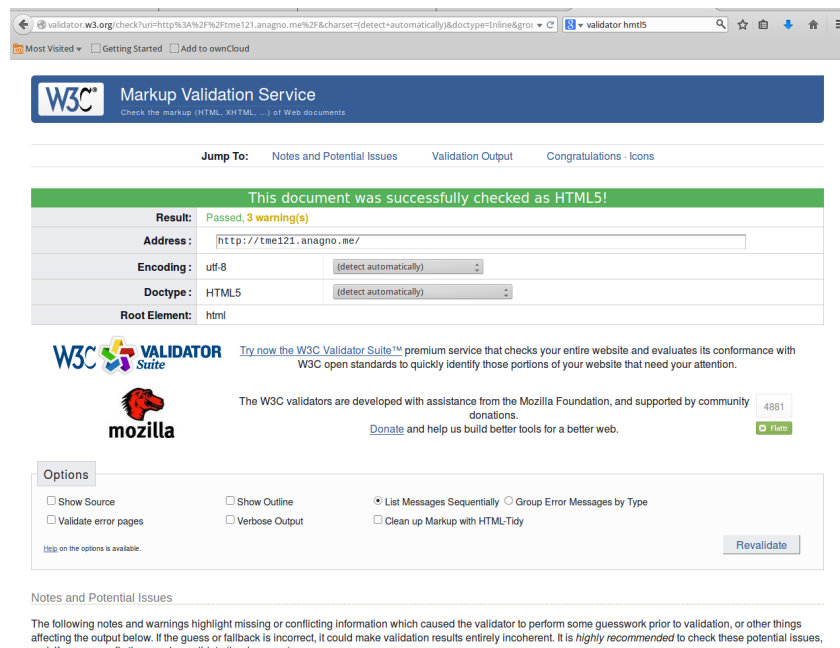 validator.w3.org/check?uri=http%3A%2F%2Ftme121.anagno.me%2F&charset=(detect+automatically)&doctype=Inline&grou
validator hmtl5
Most Visited
Getting Started
Add to ownCloud
W3C®
Markup Validation Service
Check the markup (HTML, XHTML, ...) of Web documents
Jump To: Notes and Potential Issues Validation Output Congratulations · Icons
This document was successfully checked as HTML5!
Result: Passed, 3 warning(s)
Address : http://tme121.anagno.me/
Encoding : utf-8 (detect automatically)
Doctype : HTML5 (detect automatically)
Root Element: html
W3C VALIDATOR Suite
Try now the W3C Validator Suite™ premium service that checks your entire website and evaluates its conformance with
W3C open standards to quickly identify those portions of your website that need your attention.
mozilla
The W3C validators are developed with assistance from the Mozilla Foundation, and supported by community
donations.
Donate and help us build better tools for a better web.
4881
Flattr
Options
Show Source Show Outline List Messages Sequentially Group Error Messages by Type
Validate error pages Verbose Output Clean up Markup with HTML-Tidy
Help on the options is available.
Revalidate
Notes and Potential Issues
The following notes and warnings highlight missing or conflicting information which caused the validator to perform some guesswork prior to validation, or other things
affecting the output below. If the guess or fallback is incorrect, it could make validation results entirely incoherent. It is highly recommended to check these potential issues,